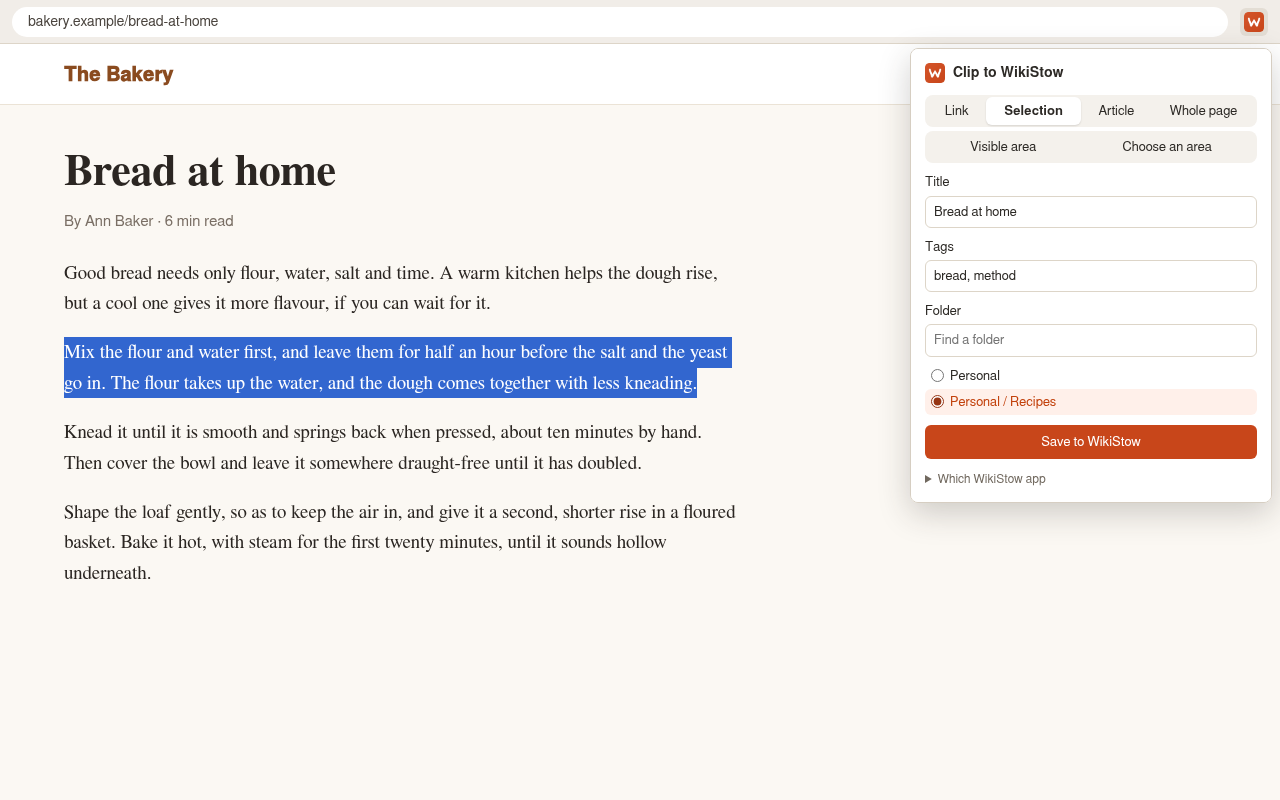 bakery.example/bread-at-home
The Bakery
Bread at home
By Ann Baker · 6 min read
Good bread needs only flour, water, salt and time. A warm kitchen helps the dough rise,
but a cool one gives it more flavour, if you can wait for it.
Mix the flour and water first, and leave them for half an hour before the salt and the yeast
go in. The flour takes up the water, and the dough comes together with less kneading.
Knead it until it is smooth and springs back when pressed, about ten minutes by hand.
Then cover the bowl and leave it somewhere draught-free until it has doubled.
Shape the loaf gently, so as to keep the air in, and give it a second, shorter rise in a floured
basket. Bake it hot, with steam for the first twenty minutes, until it sounds hollow
underneath.
W Clip to WikiStow
Link Selection Article Whole page
Visible area Choose an area
Title
Bread at home
Tags
bread, method
Folder
Find a folder
Personal
Personal / Recipes
Save to WikiStow
Which WikiStow app